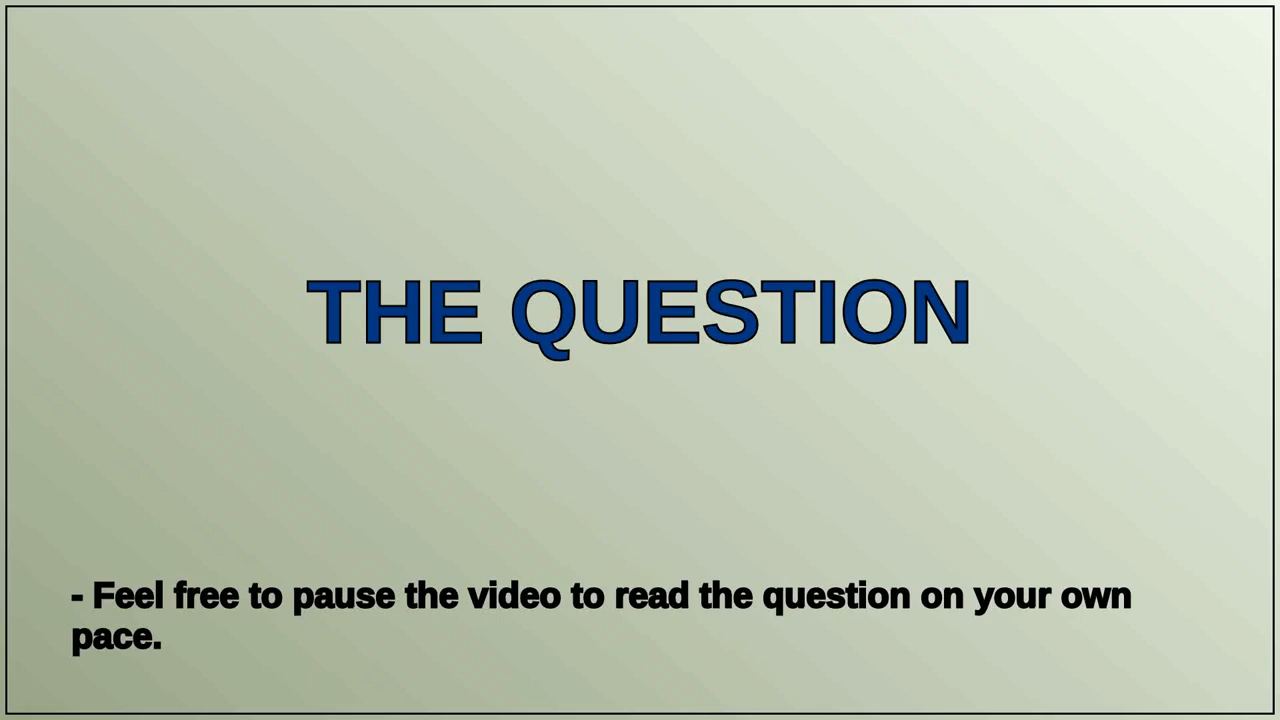 THE QUESTION
- Feel free to pause the video to read the question on your own
pace.